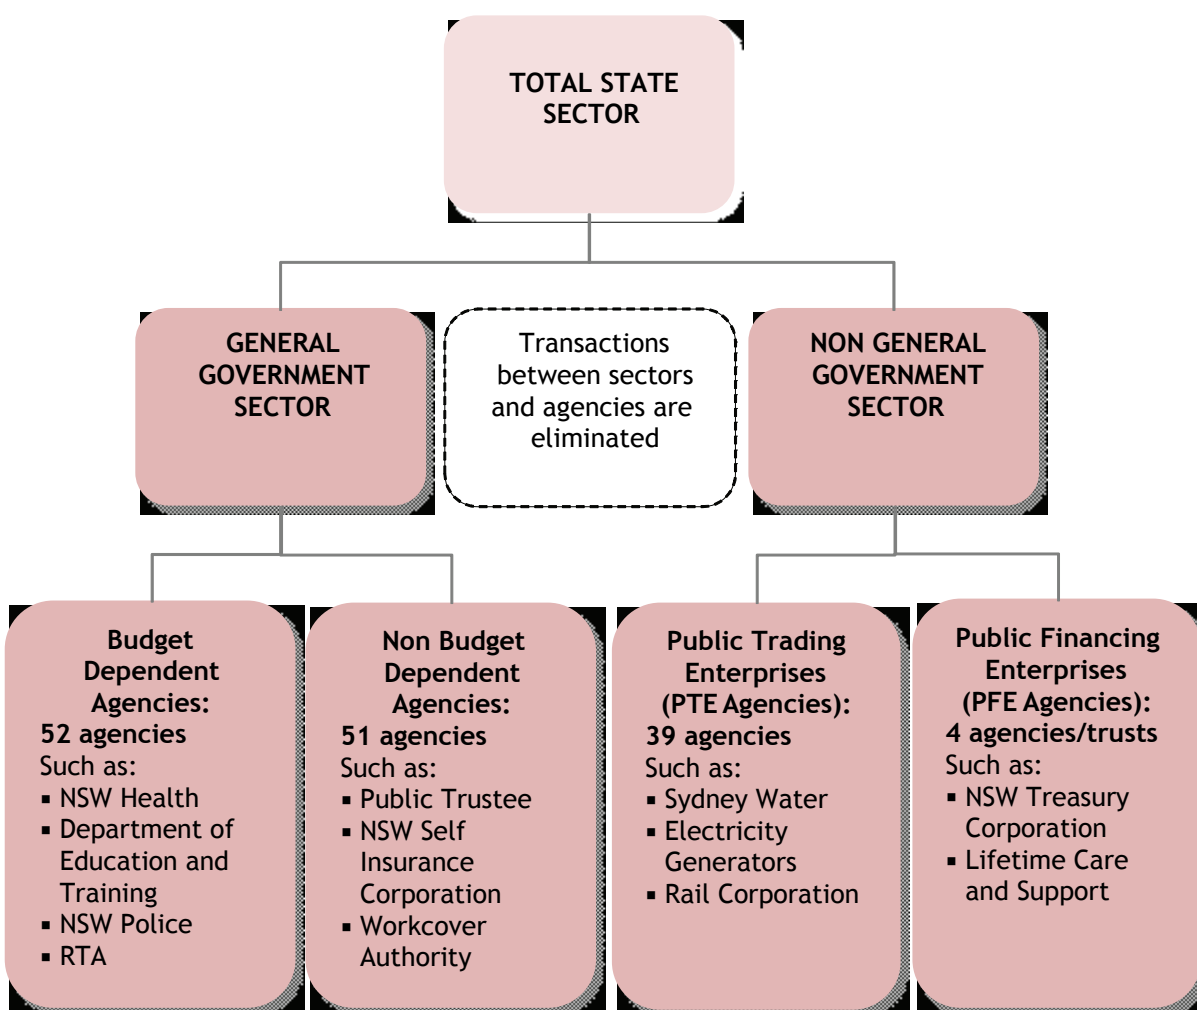 TOTAL STATE
SECTOR
GENERAL
GOVERNMENT
SECTOR
Transactions
between sectors
and agencies are
eliminated
NON GENERAL
GOVERNMENT
SECTOR
Budget
Dependent
Agencies:
52 agencies
Such as:
▪ NSW Health
▪ Department of
Education and
Training
▪ NSW Police
▪ RTA
Non Budget
Dependent
Agencies:
51 agencies
Such as:
▪ Public Trustee
▪ NSW Self
Insurance
Corporation
▪ Workcover
Authority
Public Trading
Enterprises
(PTE Agencies):
39 agencies
Such as:
▪ Sydney Water
▪ Electricity
Generators
▪ Rail Corporation
Public Financing
Enterprises
(PFE Agencies):
4 agencies/trusts
Such as:
▪ NSW Treasury
Corporation
▪ Lifetime Care
and Support